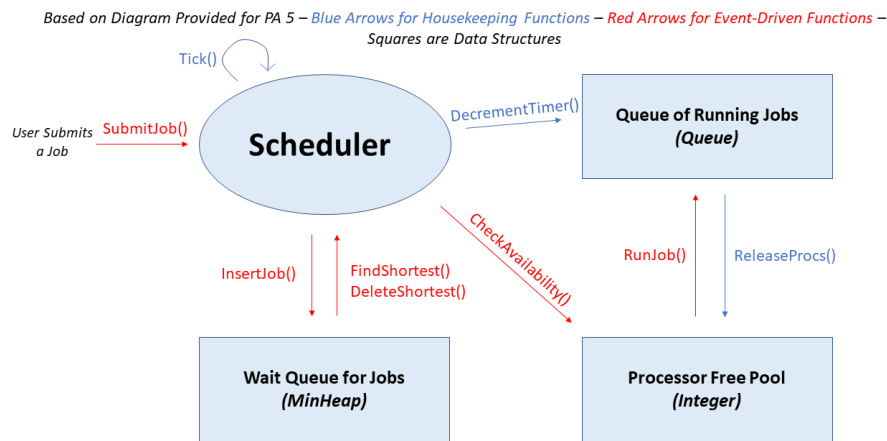 Based on Diagram Provided for PA 5 – Blue Arrows for Housekeeping Functions – Red Arrows for Event-Driven Functions –
Squares are Data Structures
Tick()
User Submits
a Job
SubmitJob()
Scheduler
DecrementTimer()
Queue of Running Jobs
(Queue)
InsertJob()
FindShortest()
DeleteShortest()
CheckAvailability()
RunJob()
ReleaseProcs()
Wait Queue for Jobs
(MinHeap)
Processor Free Pool
(Integer)